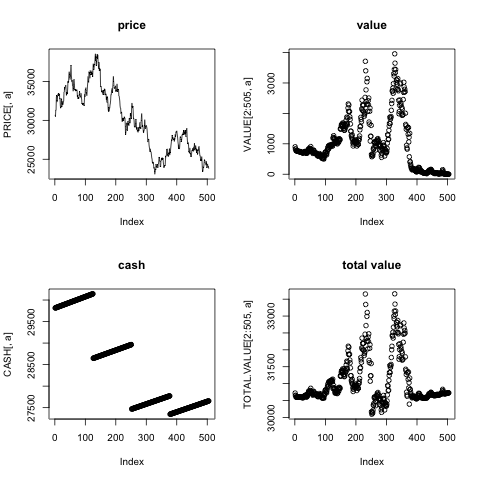 price
PRICE[, a]
25000 30000 35000
0 100 200 300 400 500
Index
value
VALUE[2:505, a]
0 1000 3000
0 100 200 300 400 500
Index
cash
CASH[, a]
27500 28500 29500
0 100 200 300 400 500
Index
total value
TOTAL.VALUE[2:505, a]
30000 31500 33000
0 100 200 300 400 500
Index